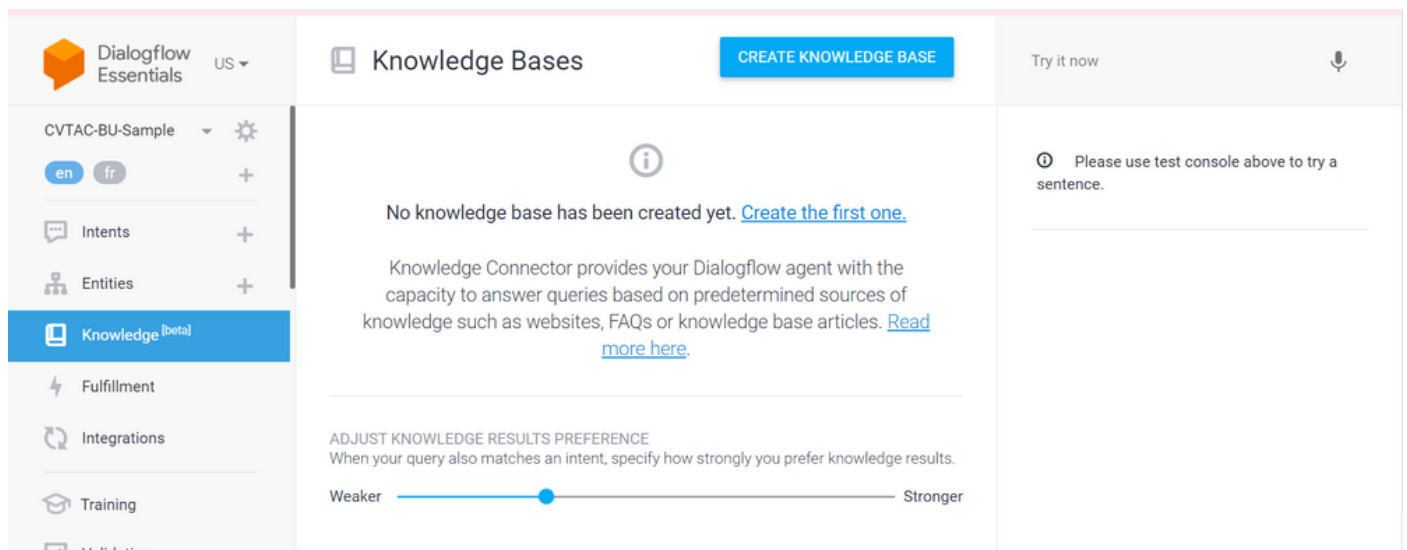 Dialogflow
Essentials
US
CVTAC-BU-Sample
en
fr
Intents
Entities
Knowledge [beta]
Fulfillment
Integrations
Training
Knowledge Bases
CREATE KNOWLEDGE BASE
No knowledge base has been created yet. Create the first one.
Knowledge Connector provides your Dialogflow agent with the
capacity to answer queries based on predetermined sources of
knowledge such as websites, FAQs or knowledge base articles. Read
more here.
ADJUST KNOWLEDGE RESULTS PREFERENCE
When your query also matches an intent, specify how strongly you prefer knowledge results.
Weaker
Stronger
Try it now
Please use test console above to try a
sentence.